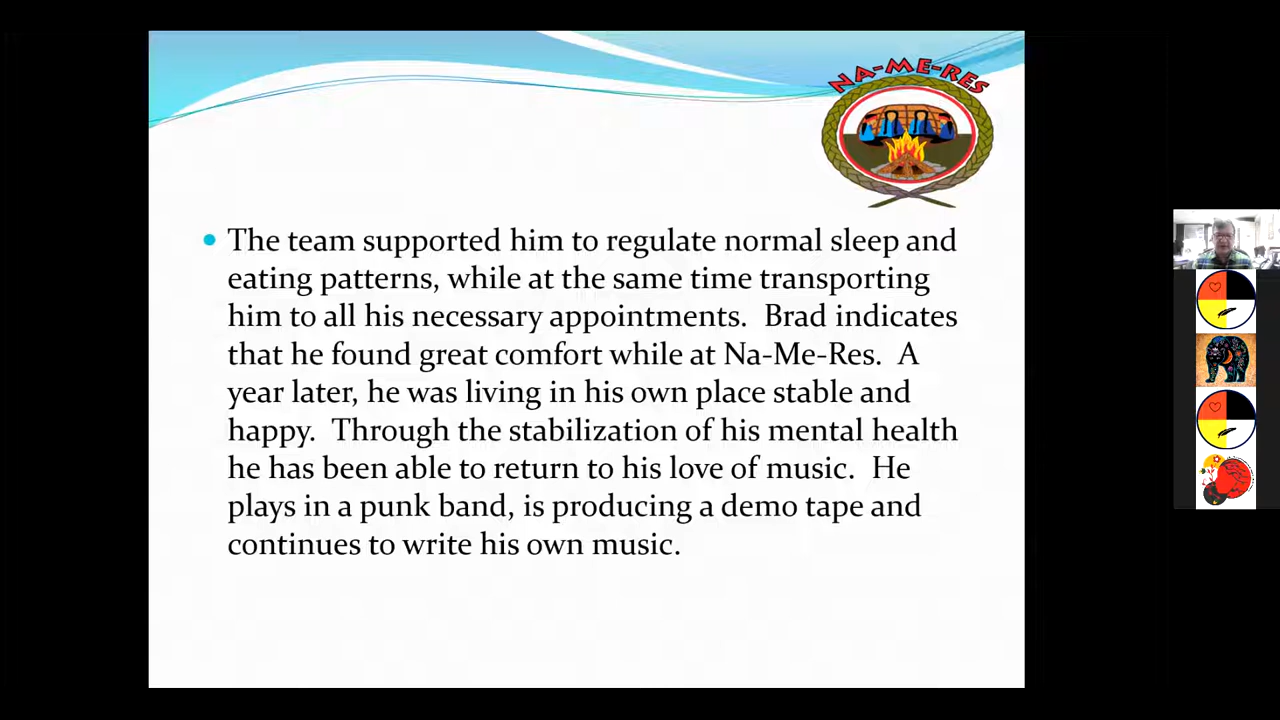 NA-ME-RES
The team supported him to regulate normal sleep and
eating patterns, while at the same time transporting
him to all his necessary appointments.  Brad indicates
that he found great comfort while at Na-Me-Res.  A
year later, he was living in his own place stable and
happy.  Through the stabilization of his mental health
he has been able to return to his love of music.  He
plays in a punk band, is producing a demo tape and
continues to write his own music.